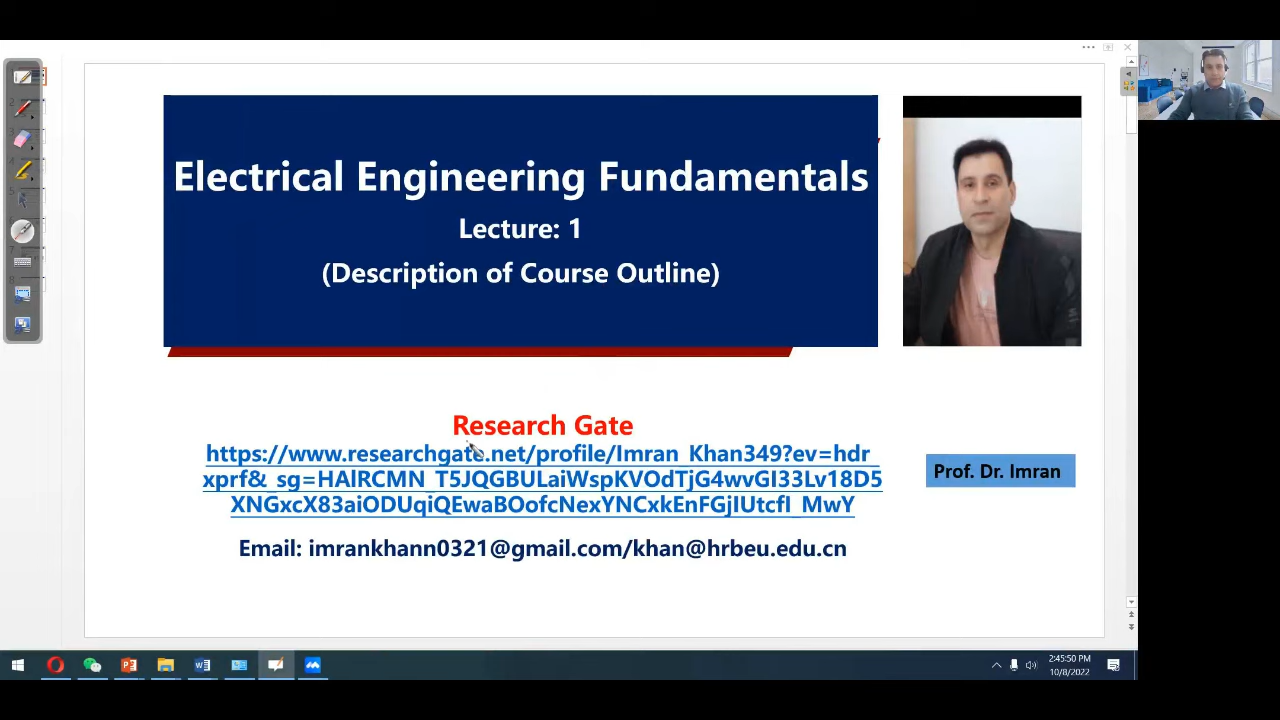 Electrical Engineering Fundamentals
Lecture: 1
(Description of Course Outline)
Research Gate
https://www.researchgate.net/profile/Imran_Khan349?ev=hdr_
xprf&_sg=HAlRCMN_T5JQGBULaiWspKVOdTjG4wvGI33Lv18D5
XNGxcX83aiODUqiQEwaBOofcNexYNCxkEnFGjIUtcfI_MwY
Prof. Dr. Imran
Email: imrankhann0321@gmail.com/khan@hrbeu.edu.cn
2:45:50 PM
10/8/2022